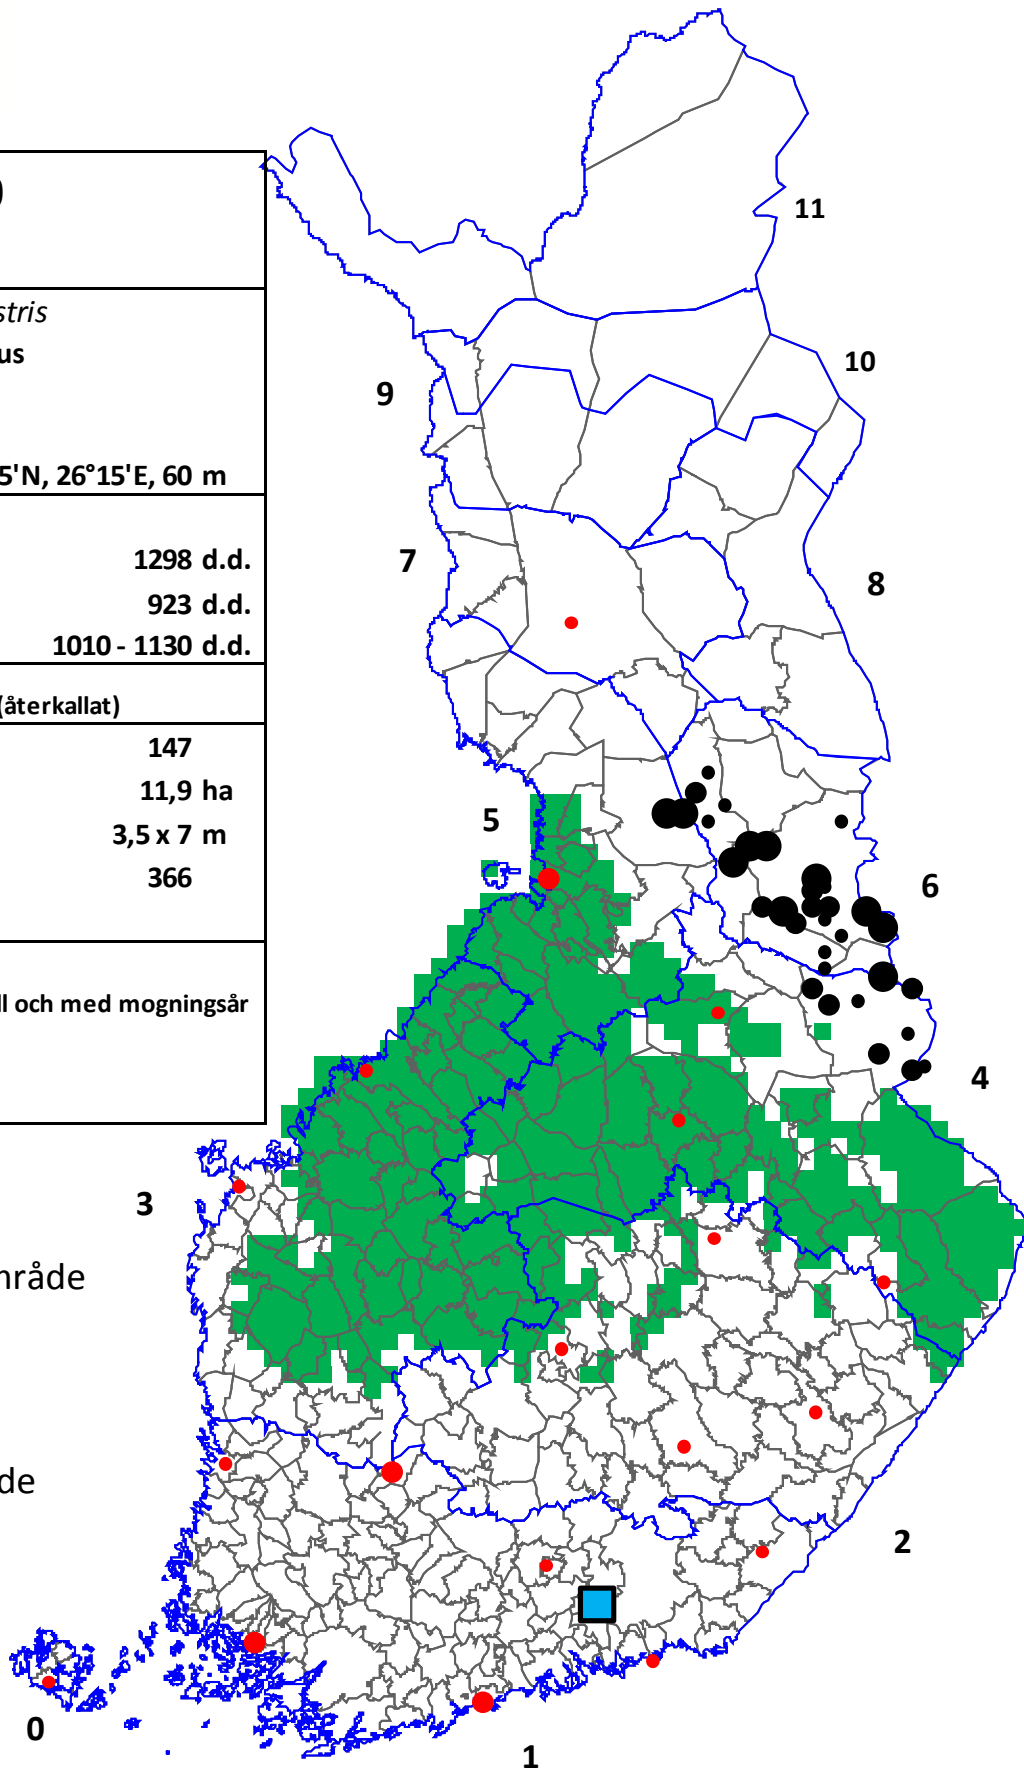 )
stris
us
5'N, 26°15'E, 60 m
1298 d.d.
923 d.d.
1010 - 1130 d.d.
(återkallat)
147
11,9 ha
3,5 x 7 m
366
ll och med mogningsår
11
10
9
7
8
5
6
4
3
nråde
de
2
0
1